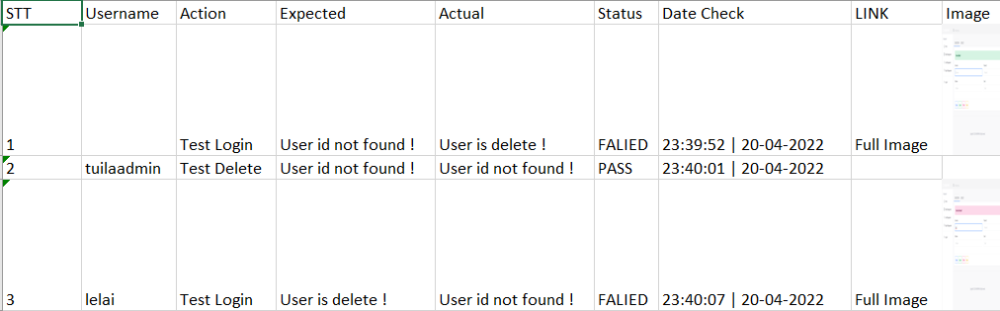 STT Username Action Expected Actual Status Date Check LINK Image
1 Test Login User id not found ! User is delete ! FALIED 23:39:52 | 20-04-2022 Full Image
2 tuilaadmin Test Delete User id not found ! User id not found ! PASS 23:40:01 | 20-04-2022
3 lelai Test Login User is delete ! User id not found ! FALIED 23:40:07 | 20-04-2022 Full Image